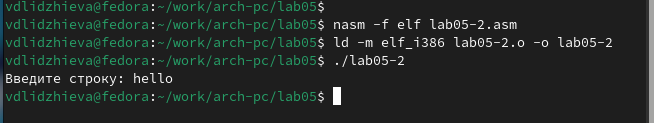 vdlidzhieva@fedora:~/work/arch-pc/lab05$
vdlidzhieva@fedora:~/work/arch-pc/lab05$ nasm -f elf lab05-2.asm
vdlidzhieva@fedora:~/work/arch-pc/lab05$ ld -m elf_i386 lab05-2.o -o lab05-2
vdlidzhieva@fedora:~/work/arch-pc/lab05$ ./lab05-2
Введите строку: hello
vdlidzhieva@fedora:~/work/arch-pc/lab05$